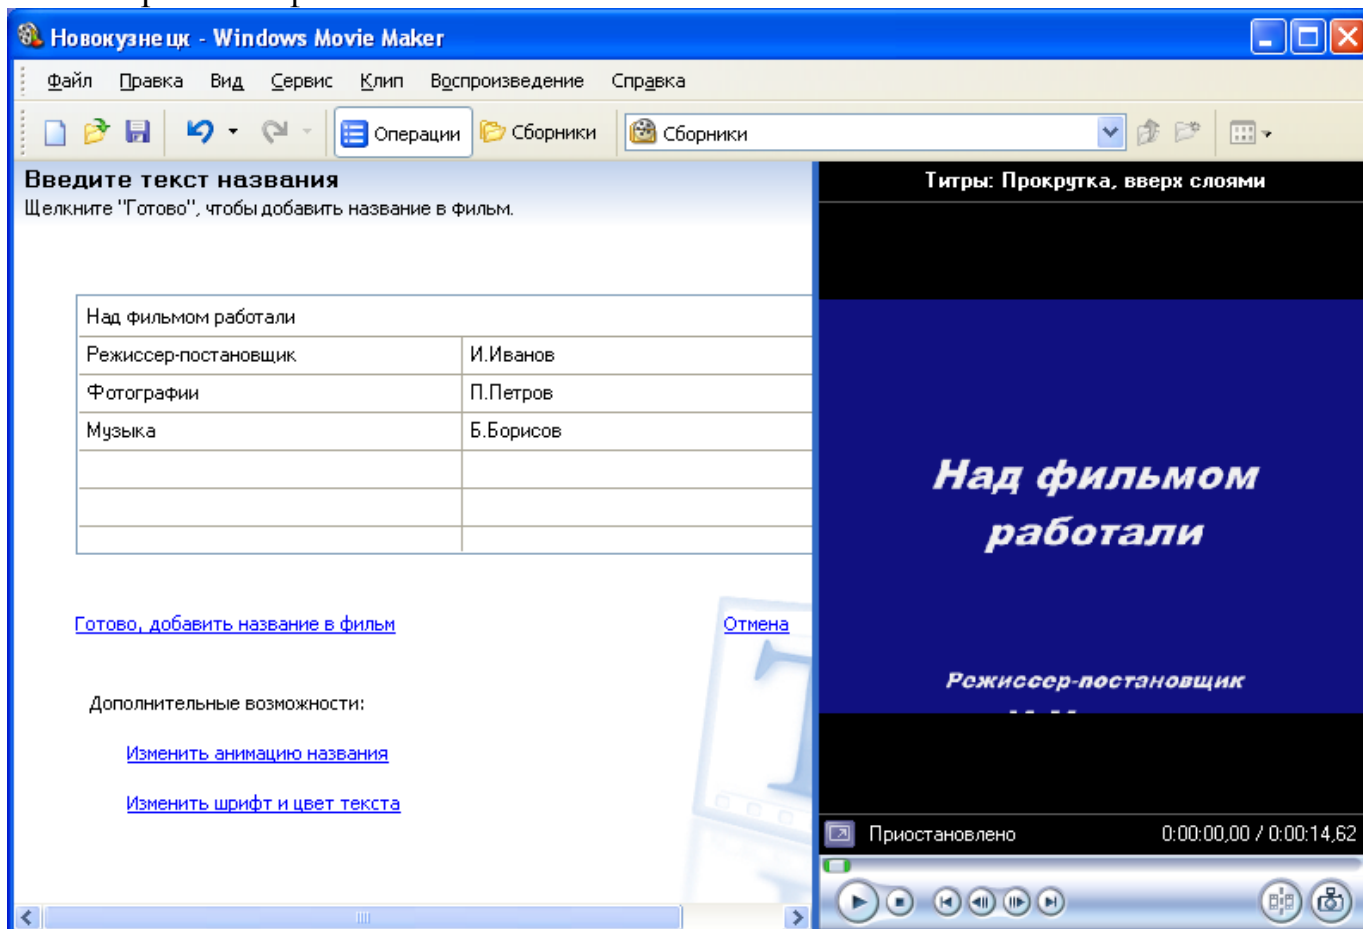 Новокузнецк - Windows Movie Maker
Файл Правка Вид Сервис Клип Воспроизведение Справка
Операции Сборники Сборники
Введите текст названия
Щелкните "Готово", чтобы добавить название в фильм.
Над фильмом работали
Режиссер-постановщик И.Иванов
Фотографии П.Петров
Музыка Б.Борисов
Готово, добавить название в фильм Отмена
Дополнительные возможности:
Изменить анимацию названия
Изменить шрифт и цвет текста
Титры: Прокрутка, вверх слоями
Над фильмом
работали
Режиссер-постановщик
Приостановлено 0:00:00,00 / 0:00:14,62